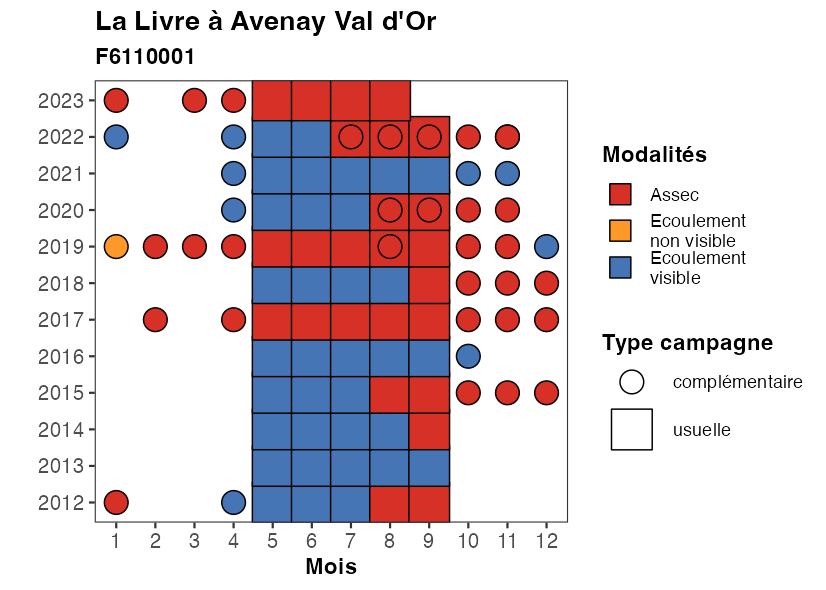 La Livre à Avenay Val d'Or
F6110001
2023
2022
2021
2020
2019
2018
2017
2016
2015
2014
2013
2012
1 2 3 4 5 6 7 8 9 10 11 12
Mois
Modalités
Assec
Ecoulement
non visible
Ecoulement
visible
Type campagne
complémentaire
usuelle